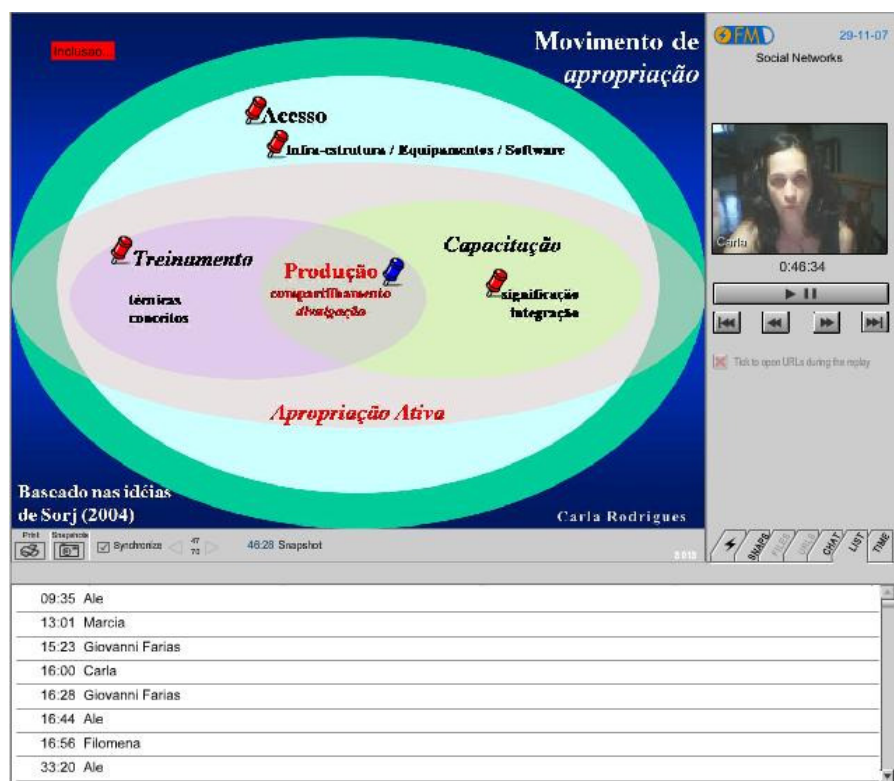 Inclusao...
Movimento de
apropriação
Acesso
Infra-estrutura / Equipamentos / Software
Treinamento
técnicas
conceitos
Produção
compartilhamento
divulgação
Capacitação
significação
integração
Apropriação Ativa
Baseado nas idéias
de Sorj (2004)
Carla Rodrigues
FM
29-11-07
Social Networks
Carla
0:46:34
Tick to open URLs during the replay
Print
Snapshots
Synchronize
47
73
46:28 Snapshot
SNAPS
FILES
URLS
CHAT
LIST
TIME
09:35 Ale
13:01 Marcia
15:23 Giovanni Farias
16:00 Carla
16:28 Giovanni Farias
16:44 Ale
16:56 Filomena
33:20 Ale